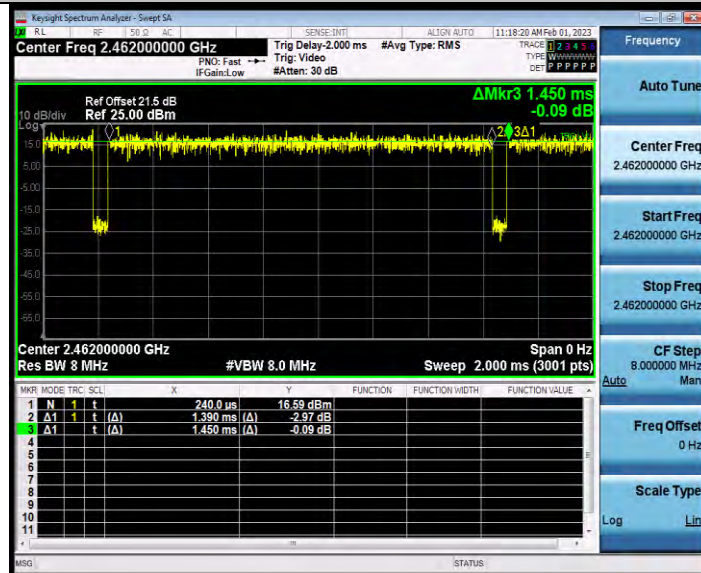 Keysight Spectrum Analyzer - Swept SA
RL RF 50 Ω AC SENSE:INT ALIGN AUTO 11:18:20 AM Feb 01, 2023
Center Freq 2.462000000 GHz
PNO: Fast
IFGain:Low
Trig Delay-2.000 ms
Trig: Video
#Atten: 30 dB
#Avg Type: RMS
TRACE 1 2 3 4 5 6
TYPE WWWWWW
DET P P P P P P
ΔMkr3 1.450 ms
-0.09 dB
Ref Offset 21.5 dB
10 dB/div Ref 25.00 dBm
Log
1 2 3Δ1
15.0
5.00
-5.00
-15.0
-25.0
-35.0
-45.0
-55.0
-65.0
Center 2.462000000 GHz Span 0 Hz
Res BW 8 MHz #VBW 8.0 MHz Sweep 2.000 ms (3001 pts)
MKR MODE TRC SCL X Y FUNCTION FUNCTION WIDTH FUNCTION VALUE
1 N 1 t 240.0 µs 16.59 dBm
2 Δ1 1 t (Δ) 1.390 ms (Δ) -2.97 dB
3 Δ1 t (Δ) 1.450 ms (Δ) -0.09 dB
4
5
6
7
8
9
10
11
MSG STATUS
Frequency
Auto Tune
Center Freq
2.462000000 GHz
Start Freq
2.462000000 GHz
Stop Freq
2.462000000 GHz
CF Step
8.000000 MHz
Auto Man
Freq Offset
0 Hz
Scale Type
Log Lin